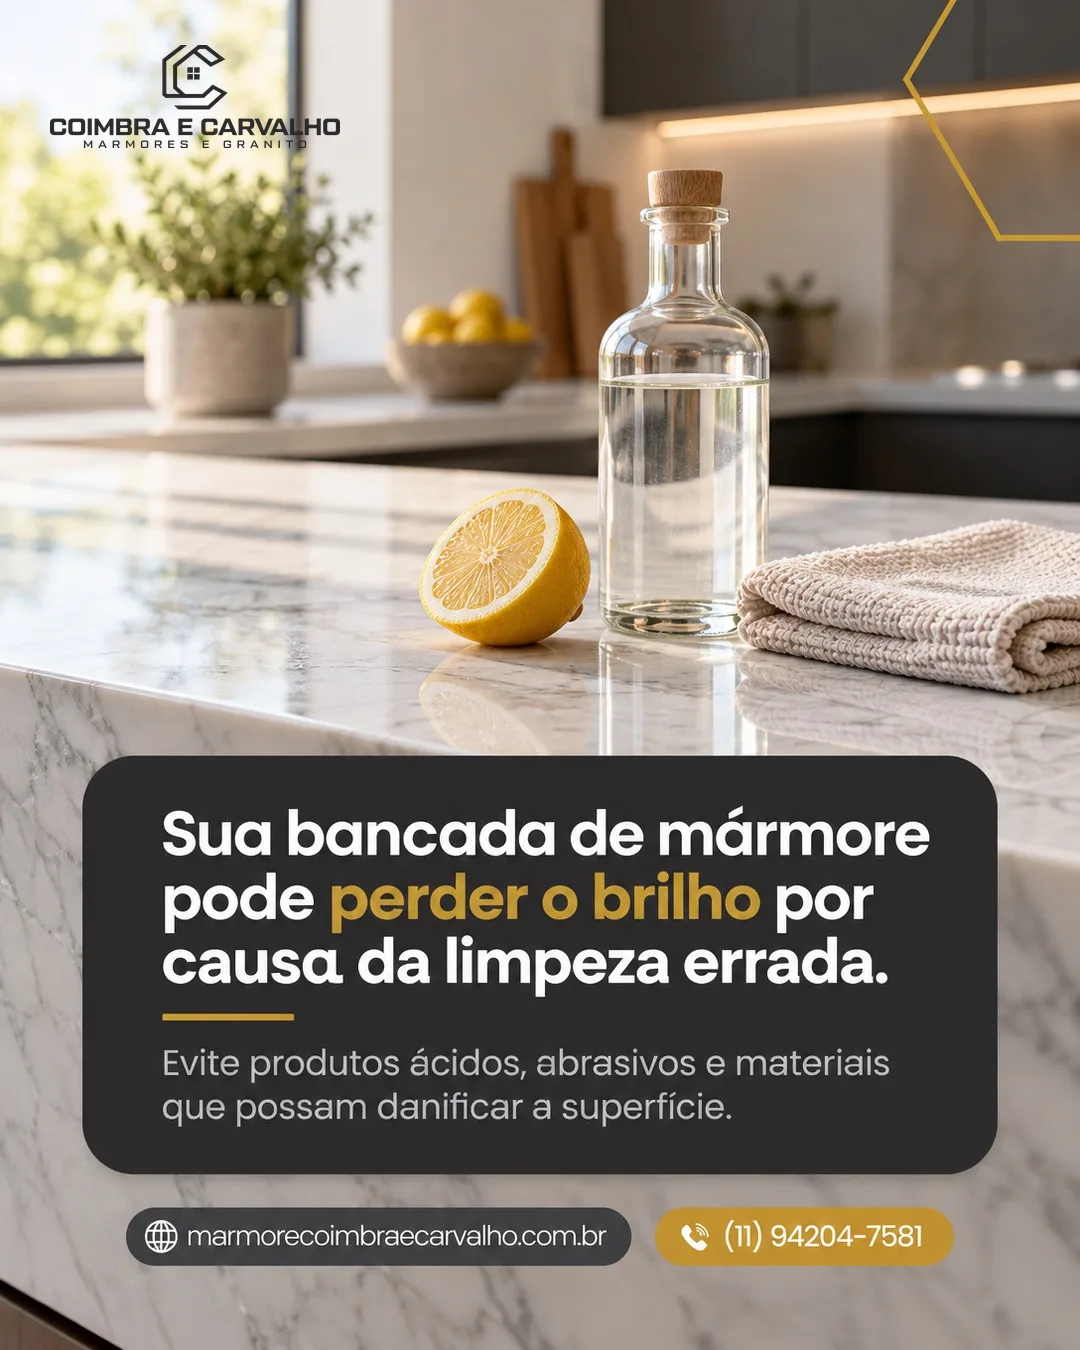 COIMBRA E CARVALHO
MARMORES E GRANITO
Sua bancada de mármore
pode perder o brilho por
causa da limpeza errada.
Evite produtos ácidos, abrasivos e materiais
que possam danificar a superfície.
marmorecoimbraecarvalho.com.br
(11) 94204-7581